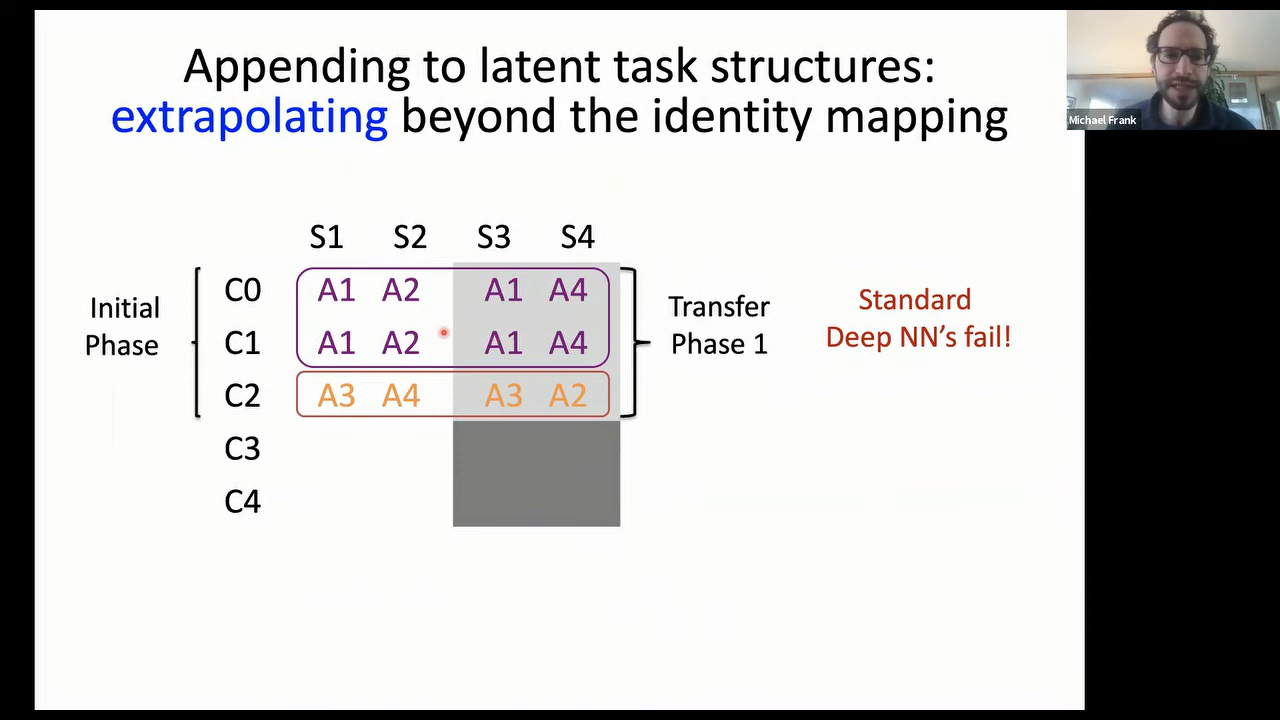 Appending to latent task structures:
extrapolating beyond the identity mapping
Michael Frank
S1 S2 S3 S4
Initial
Phase
C0 A1 A2 A1 A4
C1 A1 A2 A1 A4
C2 A3 A4 A3 A2
C3
C4
Transfer
Phase 1
Standard
Deep NN's fail!